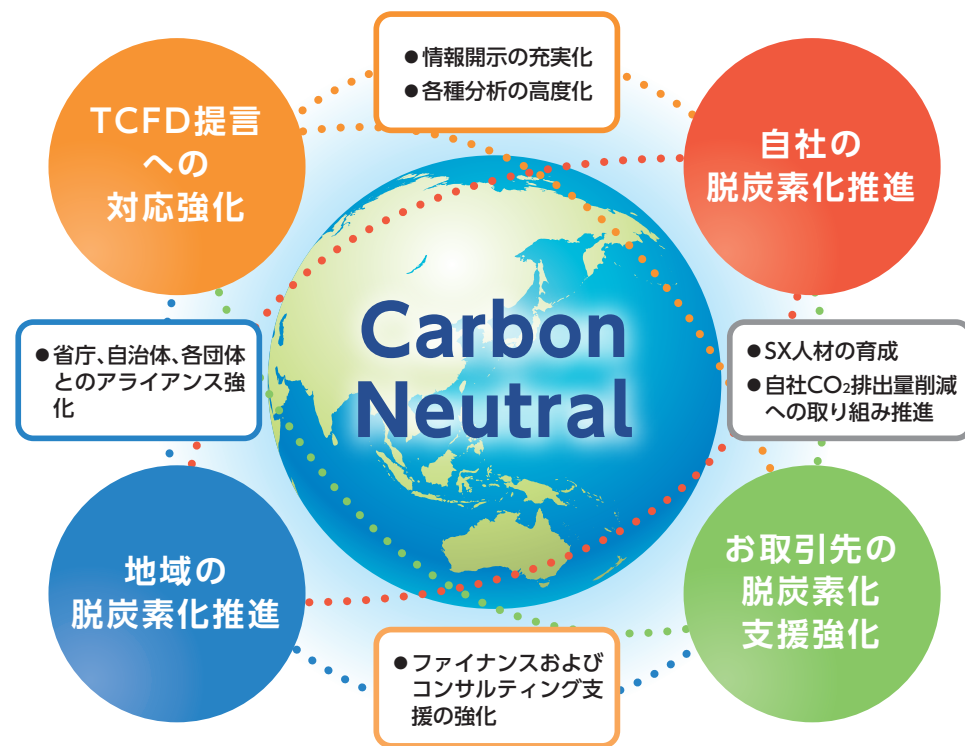 ● 情報開示の充実化
● 各種分析の高度化
TCFD提言
への
対応強化
自社の
脱炭素化推進
Carbon
Neutral
● 省庁、自治体、各団体
とのアライアンス強
化
● SX人材の育成
● 自社CO₂排出量削減
への取り組み推進
地域の
脱炭素化推進
お取引先の
脱炭素化
支援強化
● ファイナンスおよび
コンサルティング支
援の強化